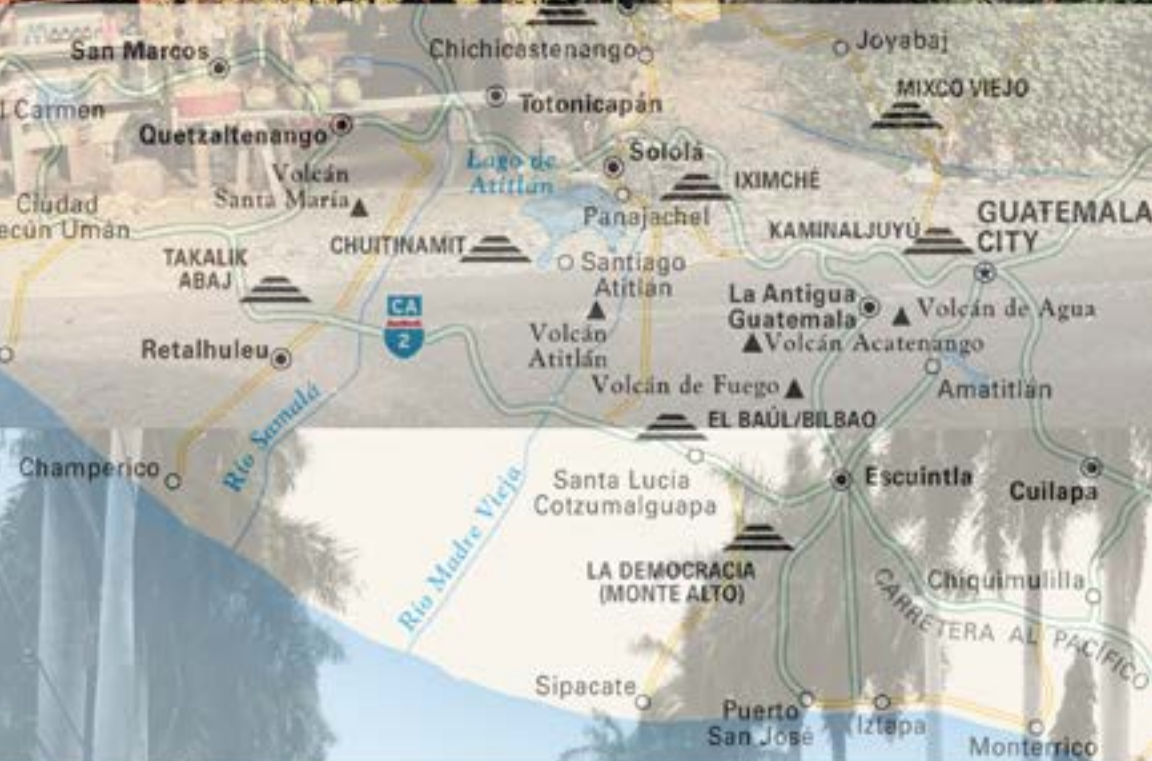 San Marcos
Chichicastenango
Joyabaj
MIXCO VIEJO
Carmen
Totonicapán
Quetzaltenango
Sololá
Lago de
Atitlán
Volcán
Santa María
IXIMCHÉ
Panajachel
Ciudad
ecún Umán
GUATEMALA
CITY
KAMINALJUYÚ
CHUITINAMIT
TAKALIK
ABAJ
Santiago
Atitlán
La Antigua
Guatemala
Volcán de Agua
CA
2
Volcán
Atitlán
Volcán Acatenango
Retalhuleu
Volcán de Fuego
Amatitlán
EL BAÚL/BILBAO
Río Samalá
Champerico
Santa Lucia
Cotzumalguapa
Escuintla
Cuilapa
Río Madre Vieja
LA DEMOCRACIA
(MONTE ALTO)
Chiquimulilla
CARRETERA AL PACÍFICO
Sipacate
Puerto
San José
Iztapa
Monterrico